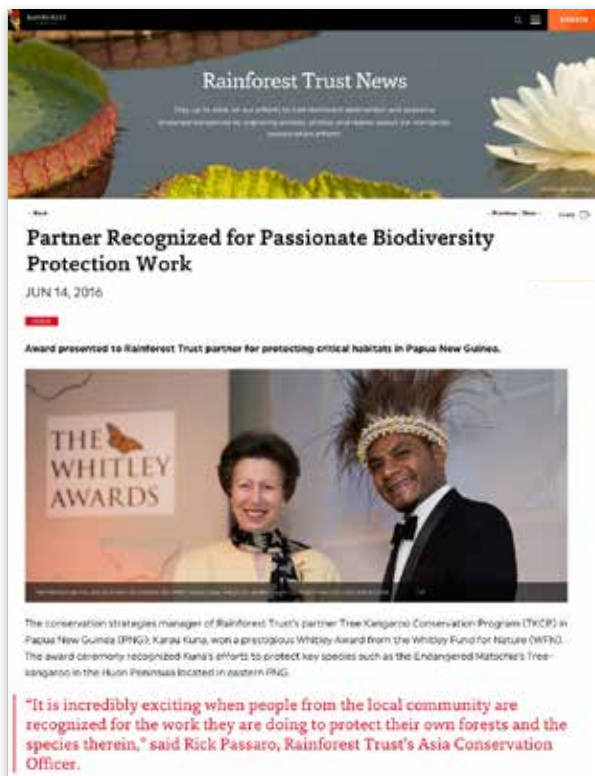 RAINFOREST
TRUST
DONATE
Rainforest Trust News
Back
Previous
Partner Recognized for Passionate Biodiversity
Protection Work
JUN 14, 2016
Award presented to Rainforest Trust partner for protecting critical habitats in Papua New Guinea.
THE
WHITLEY
AWARDS
The conservation strategies manager of Rainforest Trust's partner Tree Kangaroo Conservation Program (TKCP) in
Papua New Guinea (PNG), Karau Kuna, won a prestigious Whitley Award from the Whitley Fund for Nature (WFN).
The award ceremony recognized Kuna's efforts to protect key species such as the Endangered Matschie's Tree-
kangaroo in the Huon Peninsula located in eastern PNG.
"It is incredibly exciting when people from the local community are
recognized for the work they are doing to protect their own forests and the
species therein," said Rick Passaro, Rainforest Trust's Asia Conservation
Officer.